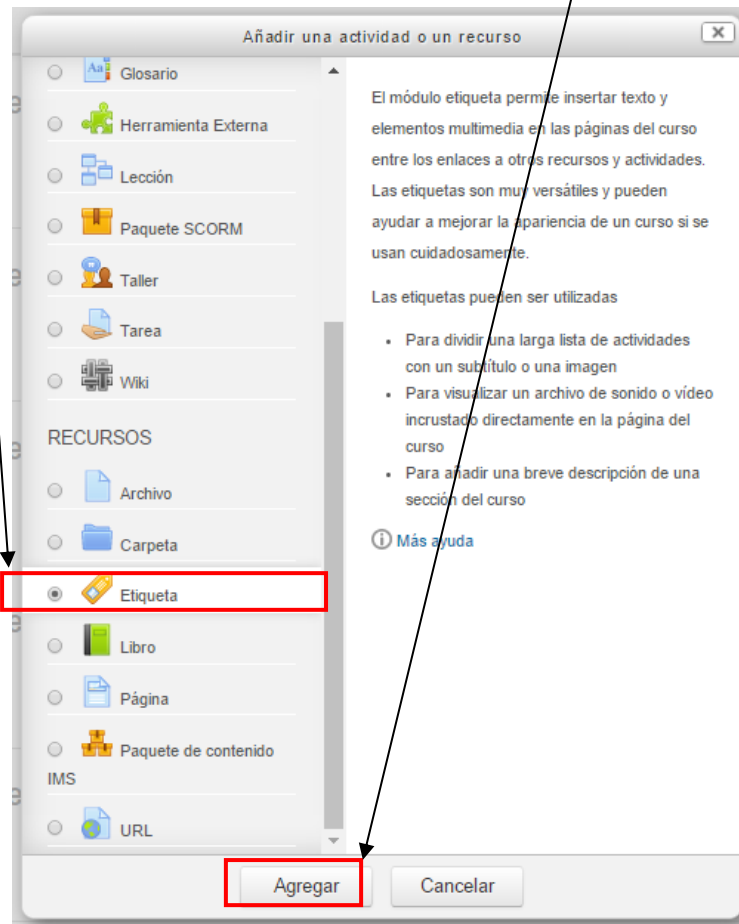 Añadir una actividad o un recurso
Glosario
Herramienta Externa
Lección
Paquete SCORM
Taller
Tarea
Wiki
RECURSOS
Archivo
Carpeta
Etiqueta
Libro
Página
Paquete de contenido
IMS
URL
El módulo etiqueta permite insertar texto y
elementos multimedia en las páginas del curso
entre los enlaces a otros recursos y actividades.
Las etiquetas son muy versátiles y pueden
ayudar a mejorar la apariencia de un curso si se
usan cuidadosamente.
Las etiquetas pueden ser utilizadas
• Para dividir una larga lista de actividades
con un subtítulo o una imagen
• Para visualizar un archivo de sonido o vídeo
incrustado directamente en la página del
curso
• Para añadir una breve descripción de una
sección del curso
Más ayuda
Agregar
Cancelar